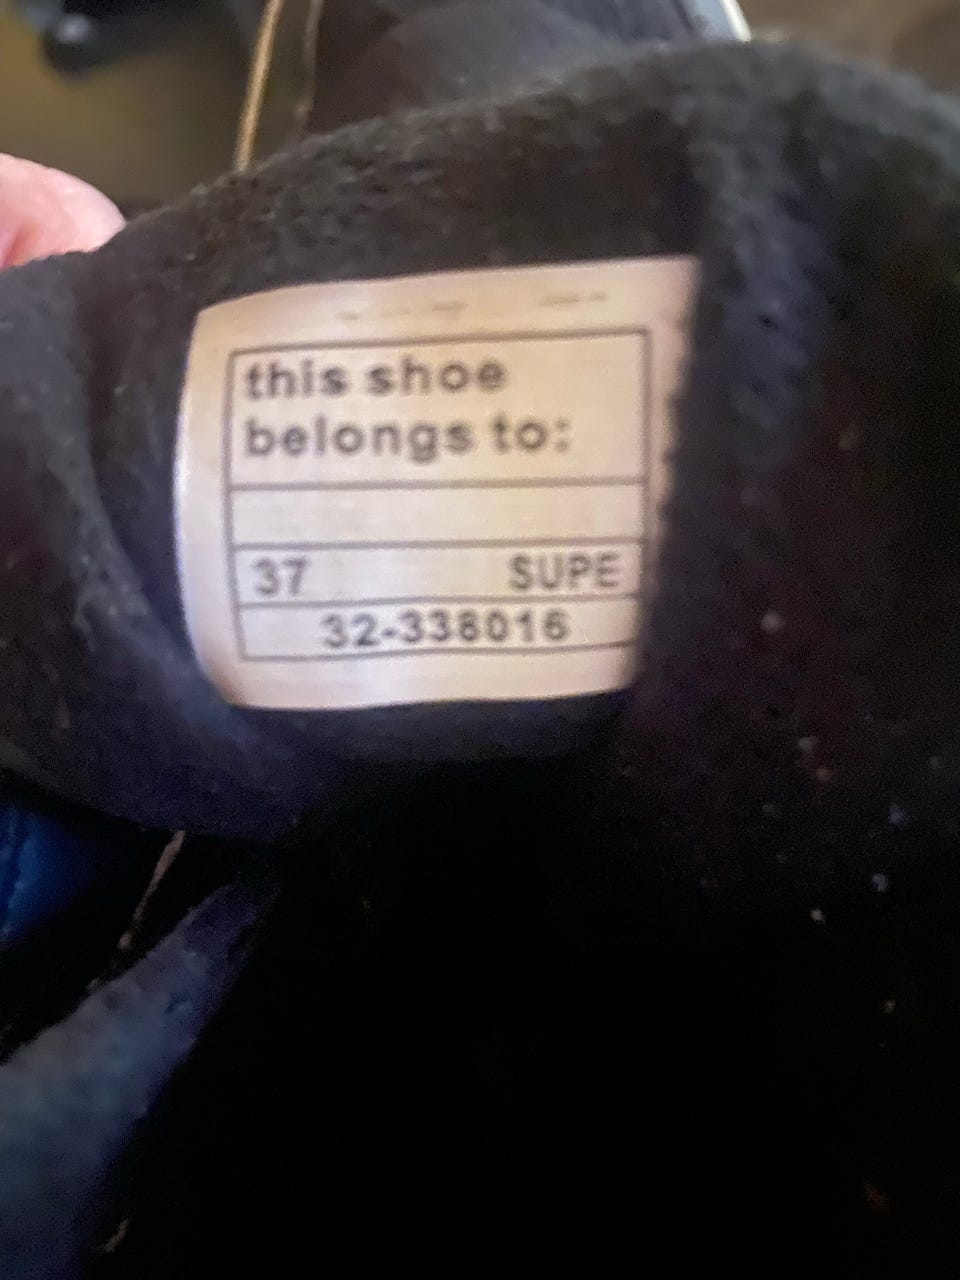 this shoe
belongs to:
37 SUPE
32-338016